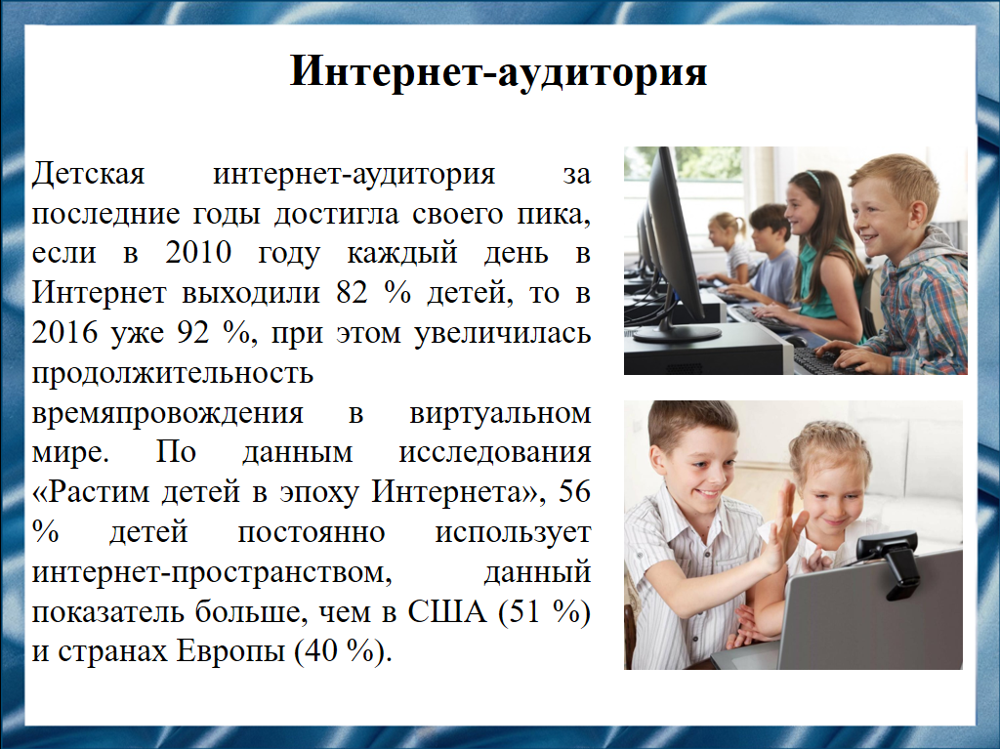 Интернет-аудитория
Детская интернет-аудитория за
последние годы достигла своего пика,
если в 2010 году каждый день в
Интернет выходили 82 % детей, то в
2016 уже 92 %, при этом увеличилась
продолжительность
времяпровождения в виртуальном
мире. По данным исследования
«Растим детей в эпоху Интернета», 56
% детей постоянно использует
интернет-пространством, данный
показатель больше, чем в США (51 %)
и странах Европы (40 %).